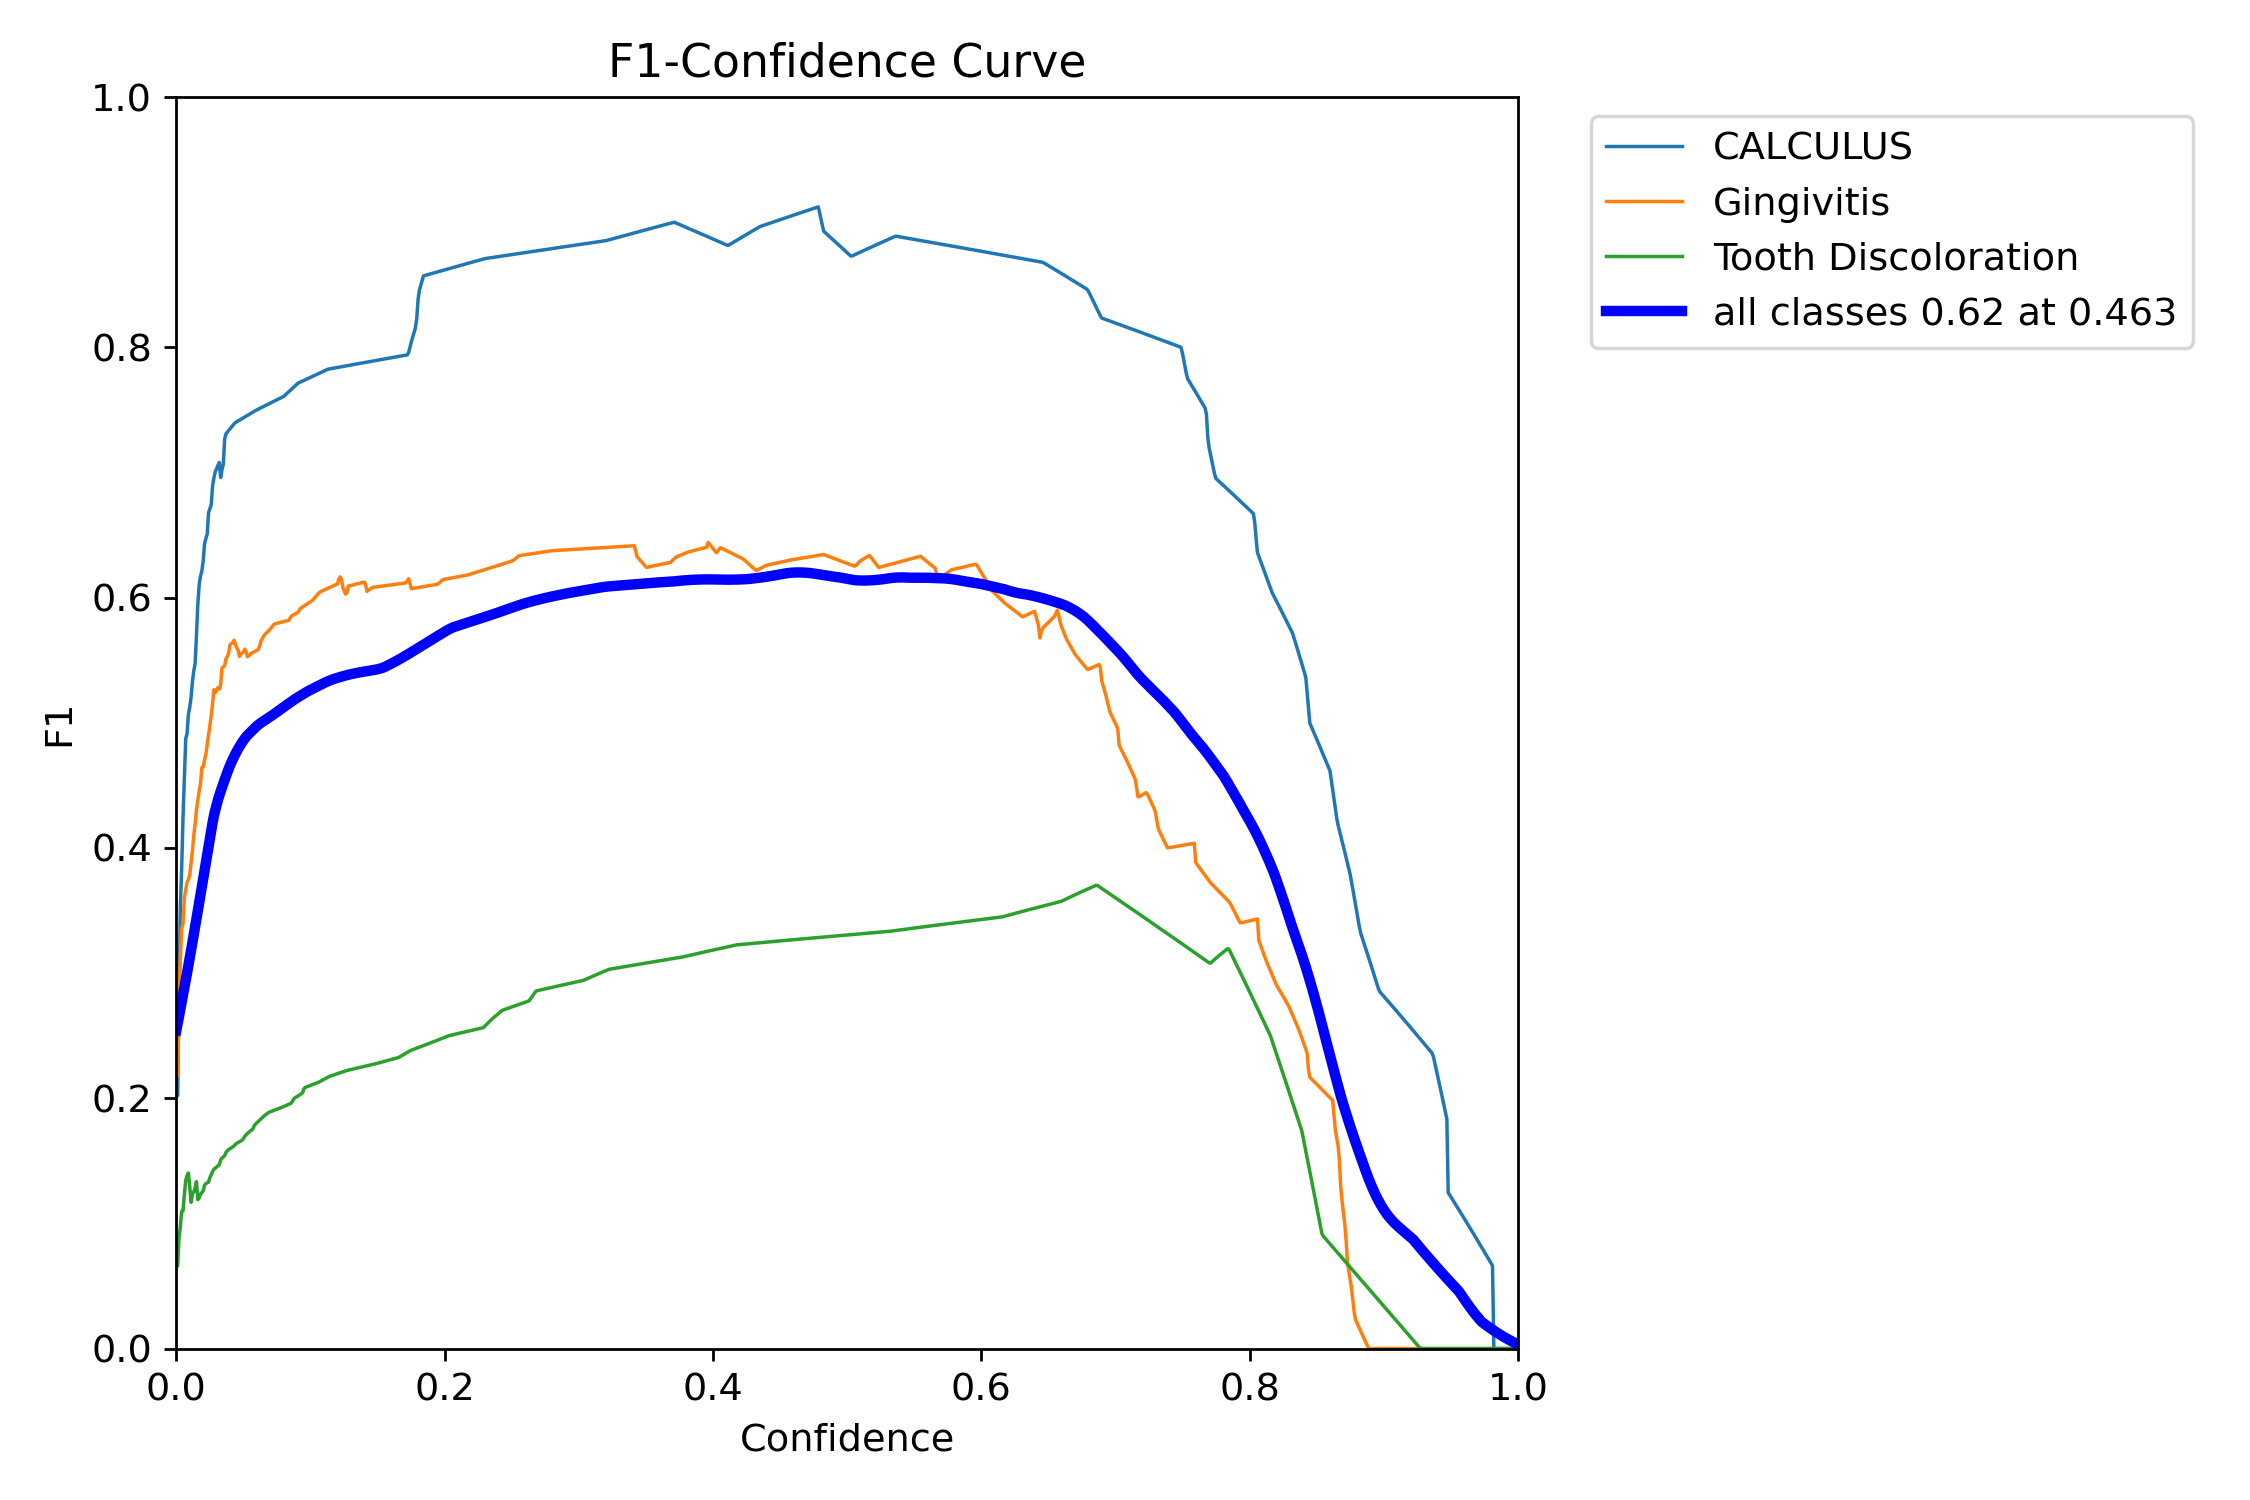 F1-Confidence Curve
1.0
0.8
0.6
0.4
0.2
0.0
F1
0.0 0.2 0.4 0.6 0.8 1.0
Confidence
CALCULUS
Gingivitis
Tooth Discoloration
all classes 0.62 at 0.463